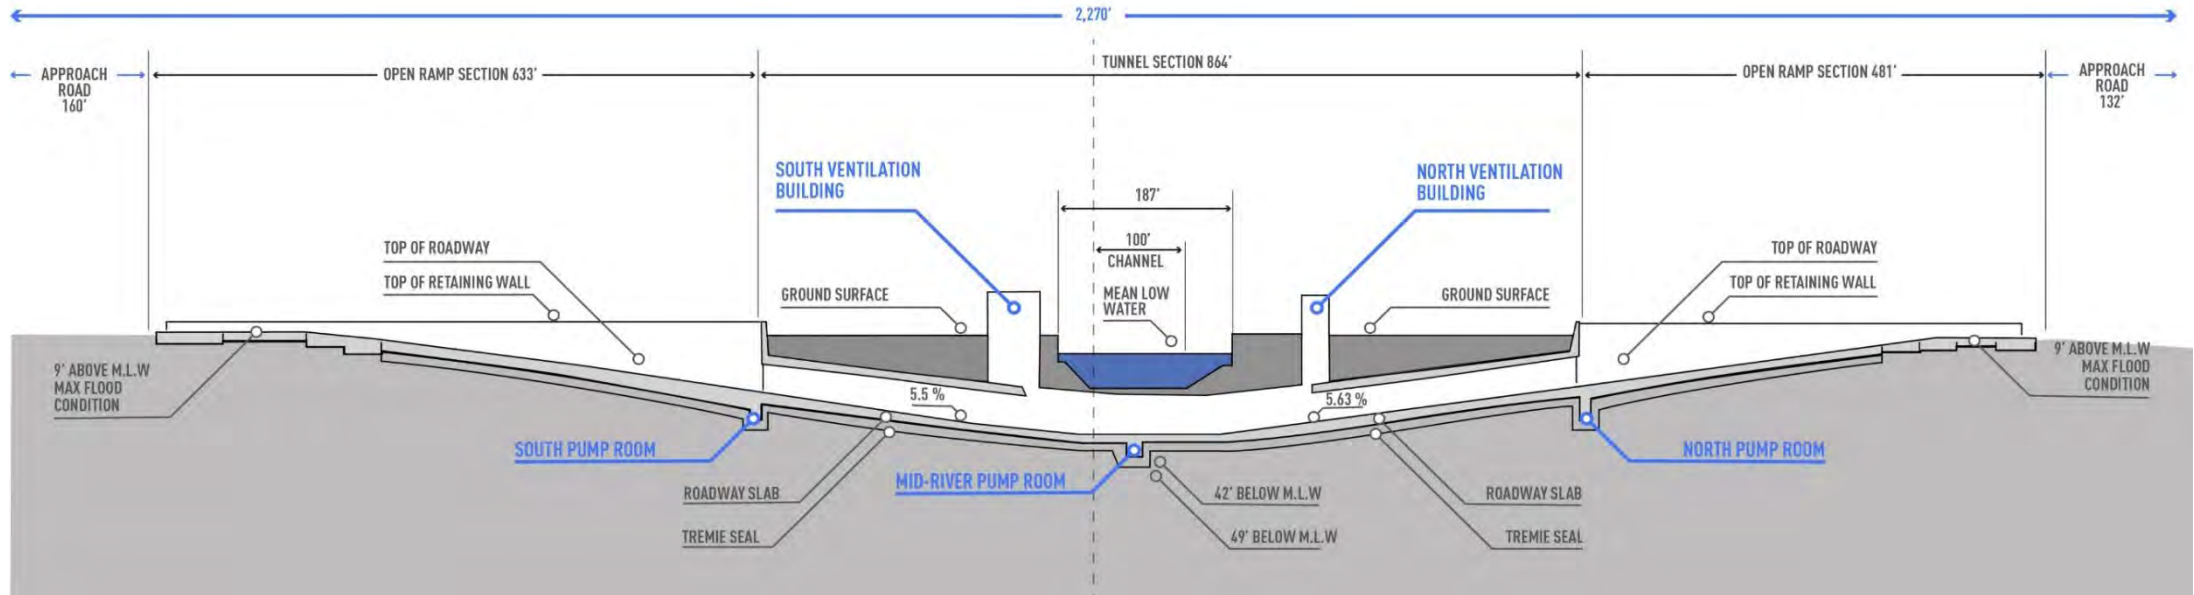 2,270'
APPROACH
ROAD
160'
OPEN RAMP SECTION 633'
TUNNEL SECTION 864'
OPEN RAMP SECTION 481'
APPROACH
ROAD
132'
SOUTH VENTILATION
BUILDING
187'
NORTH VENTILATION
BUILDING
100'
CHANNEL
TOP OF ROADWAY
TOP OF RETAINING WALL
GROUND SURFACE
MEAN LOW
WATER
GROUND SURFACE
TOP OF ROADWAY
TOP OF RETAINING WALL
9' ABOVE M.L.W
MAX FLOOD
CONDITION
5.5 %
5.63 %
9' ABOVE M.L.W
MAX FLOOD
CONDITION
SOUTH PUMP ROOM
MID-RIVER PUMP ROOM
NORTH PUMP ROOM
ROADWAY SLAB
42' BELOW M.L.W
ROADWAY SLAB
TREMIE SEAL
49' BELOW M.L.W
TREMIE SEAL